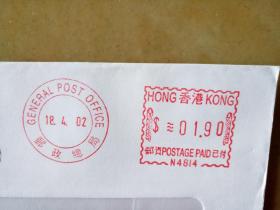 GENERAL POST OFFICE
18. 4. 02
郵政總局
HONG 香港 KONG
$ ≈ 01.90
郵資 POSTAGE PAID 已付
N4814